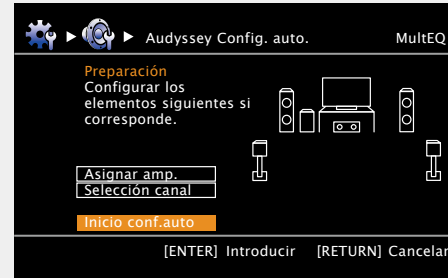 Audyssey Config. auto. MultEQ
Preparación
Configurar los
elementos siguientes si
corresponde.
Asignar amp.
Selección canal
Inicio conf.auto
[ENTER] Introducir [RETURN] Cancelar